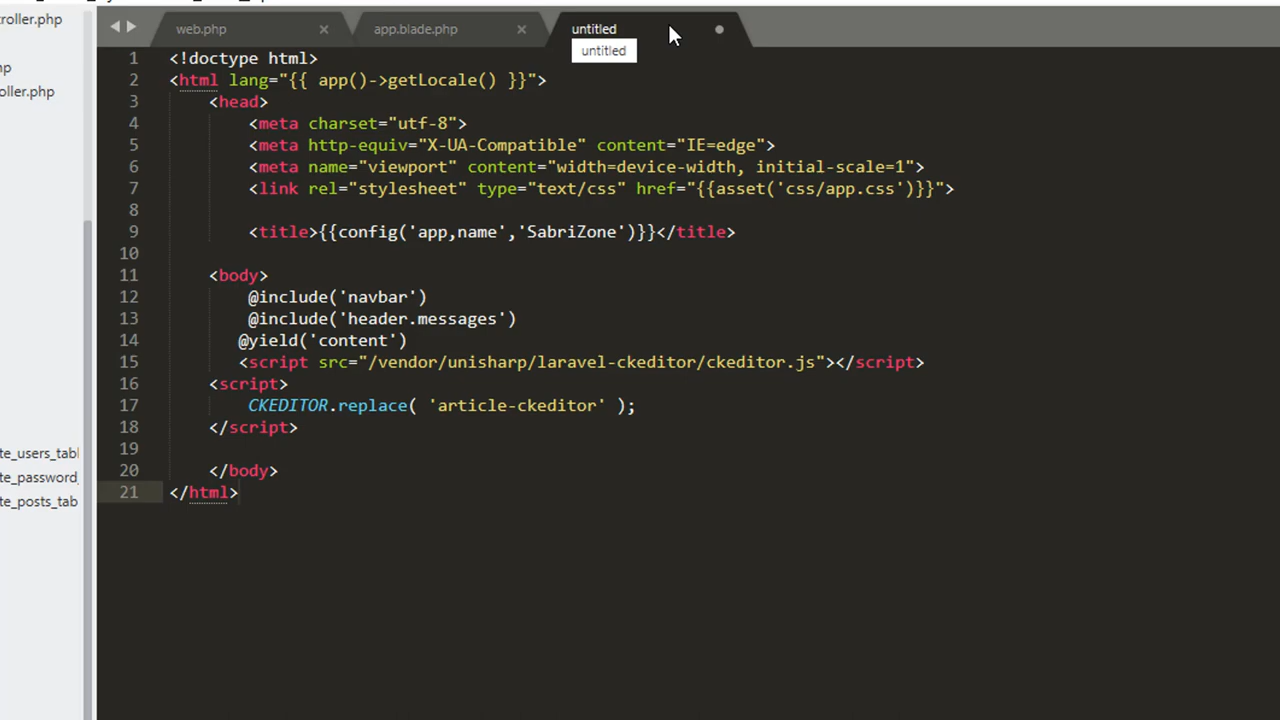 roller.php
web.php
app.blade.php
untitled
untitled
oller.php
te_users_tabl
te_password_
te_posts_tab
1 <!doctype html>
2 <html lang="{{ app()->getLocale() }}">
3 <head>
4 <meta charset="utf-8">
5 <meta http-equiv="X-UA-Compatible" content="IE=edge">
6 <meta name="viewport" content="width=device-width, initial-scale=1">
7 <link rel="stylesheet" type="text/css" href="{{asset('css/app.css')}}">
8
9 <title>{{config('app,name','SabriZone')}}</title>
10
11 <body>
12 @include('navbar')
13 @include('header.messages')
14 @yield('content')
15 <script src="/vendor/unisharp/laravel-ckeditor/ckeditor.js"></script>
16 <script>
17 CKEDITOR.replace( 'article-ckeditor' );
18 </script>
19
20 </body>
21 </html>